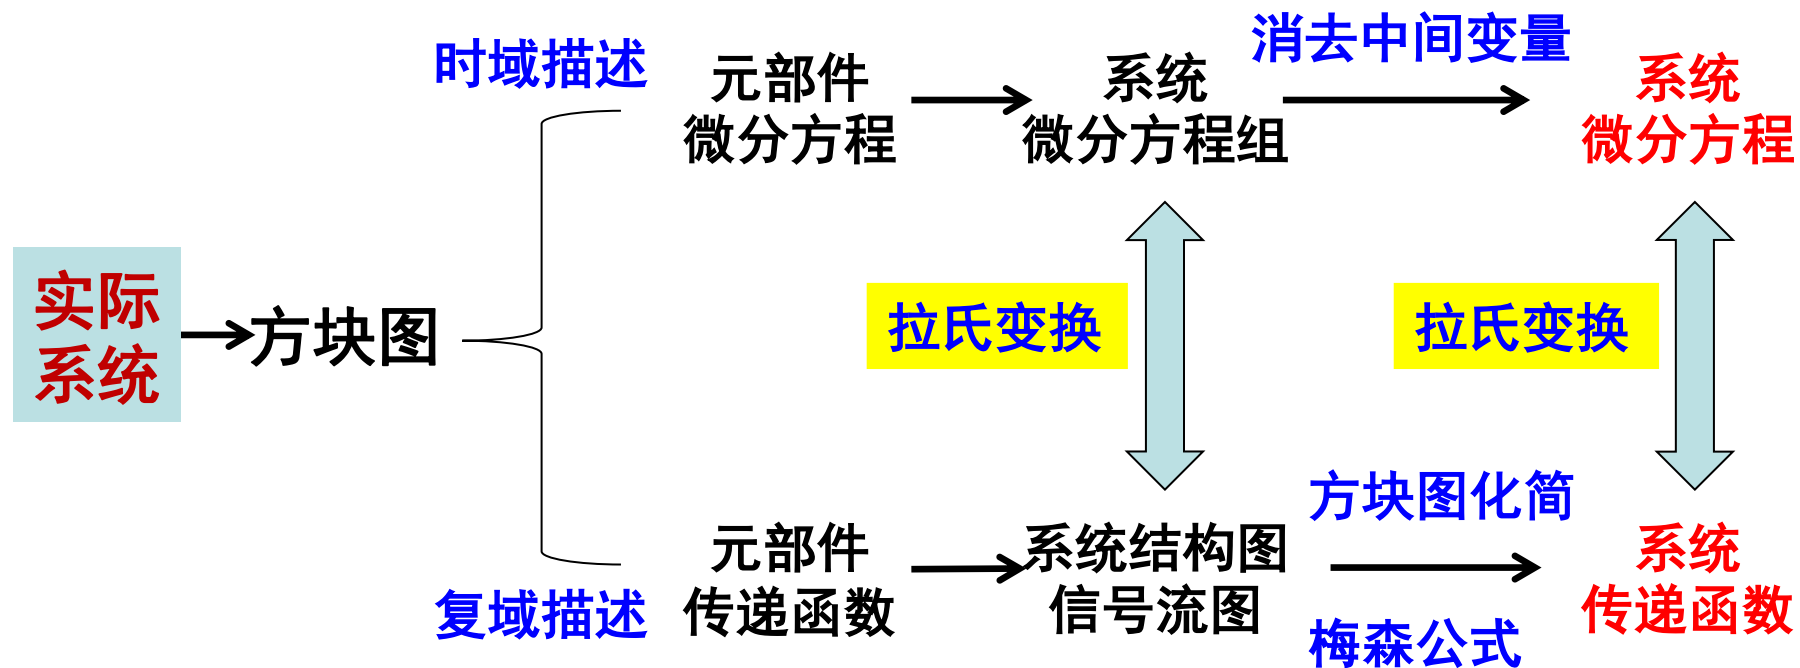 实际
系统
方块图
时域描述
元部件
微分方程
系统
微分方程组
消去中间变量
系统
微分方程
拉氏变换
拉氏变换
复域描述
元部件
传递函数
系统结构图
信号流图
方块图化简
梅森公式
系统
传递函数